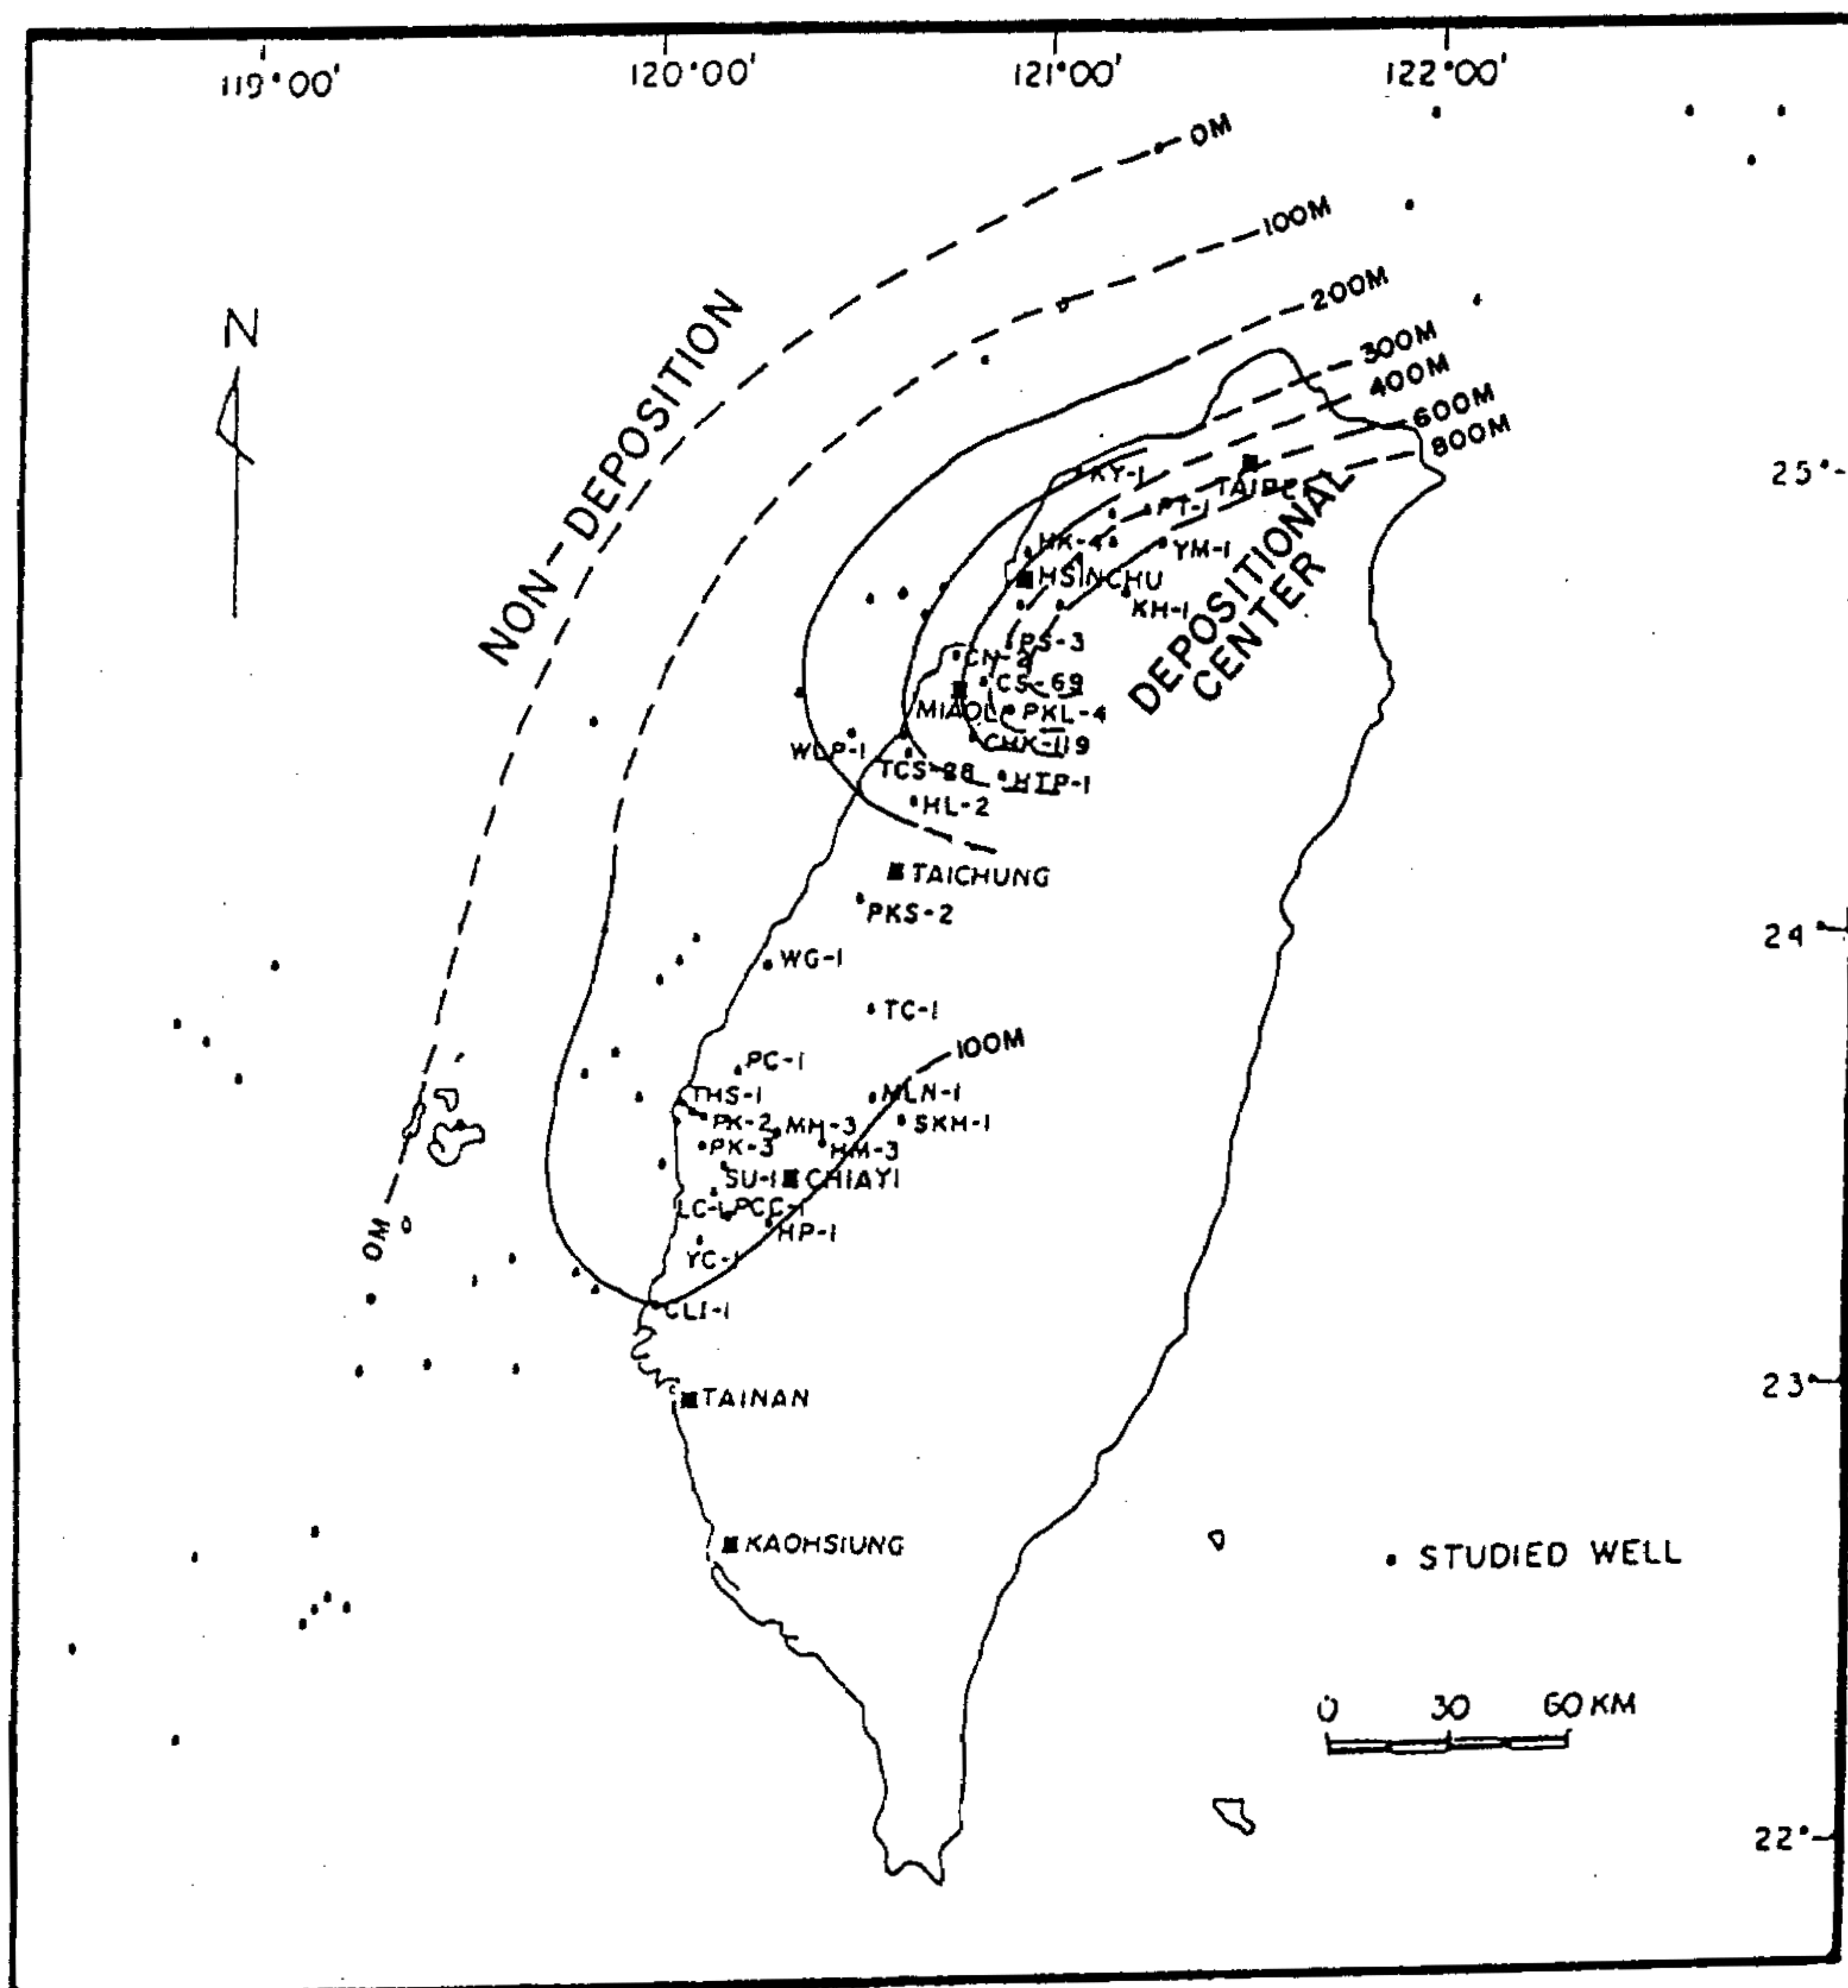 119°00'
120°00'
121°00'
122°00'
0M
100M
200M
N
300M
400M
600M
800M
NON-DEPOSITION
25°
KY-1
TAIPEI
PT-1
HK-4
YM-1
HSINCHU
KH-1
DEPOSITIONAL
CENTER
PS-3
CN-2
CS-69
MIAOLI
PKL-4
CHK-119
WLP-1
TCS-28
HTP-1
HL-2
TAICHUNG
PKS-2
24°
WG-1
TC-1
100M
PC-1
THS-1
MLN-1
PK-2
MH-3
SKH-1
PK-3
HM-3
SU-1
CHIAYI
LC-1
PCC-1
HP-1
0M
YC-1
CLI-1
23°
TAINAN
KAOHSIUNG
STUDIED WELL
0 30 60 KM
22°